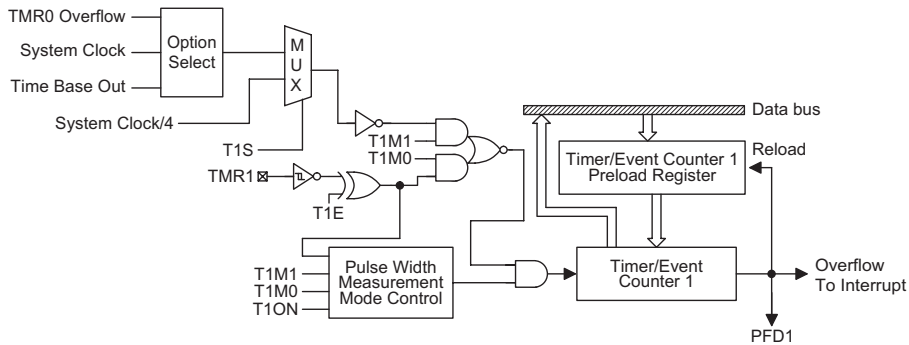 TMR0 Overflow
System Clock
Time Base Out
Option
Select
M
U
X
System Clock/4
T1S
T1M1
T1M0
TMR1
T1E
Data bus
Timer/Event Counter 1
Preload Register
Reload
T1M1
T1M0
T1ON
Pulse Width
Measurement
Mode Control
Timer/Event
Counter 1
Overflow
To Interrupt
PFD1